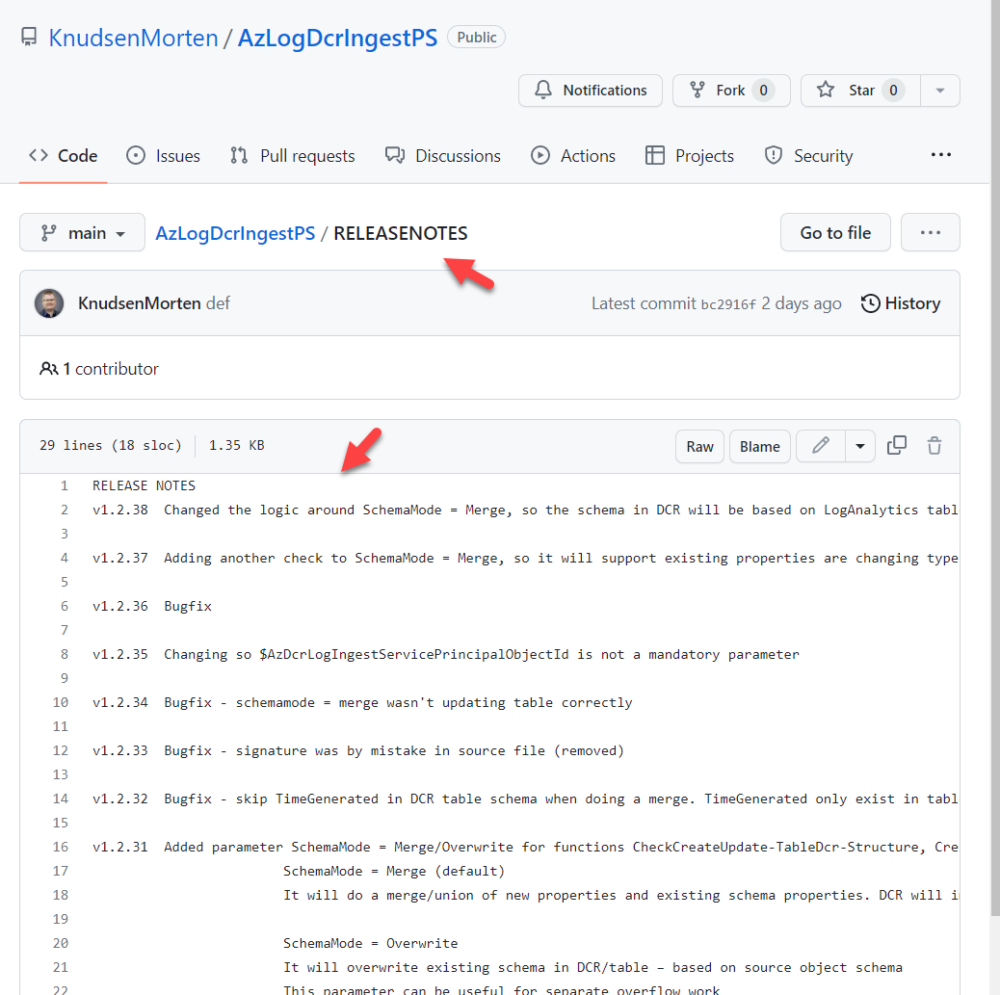 KnudsenMorten / AzLogDcrIngestPS Public
Notifications Fork 0 Star 0
Code Issues Pull requests Discussions Actions Projects Security ...
main AzLogDcrIngestPS / RELEASENOTES Go to file ...
KnudsenMorten def Latest commit bc2916f 2 days ago History
1 contributor
29 lines (18 sloc) 1.35 KB Raw Blame
1 RELEASE NOTES
2 v1.2.38 Changed the logic around SchemaMode = Merge, so the schema in DCR will be based on LogAnalytics tabl
3
4 v1.2.37 Adding another check to SchemaMode = Merge, so it will support existing properties are changing type
5
6 v1.2.36 Bugfix
7
8 v1.2.35 Changing so $AzDcrLogIngestServicePrincipalObjectId is not a mandatory parameter
9
10 v1.2.34 Bugfix - schemamode = merge wasn't updating table correctly
11
12 v1.2.33 Bugfix - signature was by mistake in source file (removed)
13
14 v1.2.32 Bugfix - skip TimeGenerated in DCR table schema when doing a merge. TimeGenerated only exist in tabl
15
16 v1.2.31 Added parameter SchemaMode = Merge/Overwrite for functions CheckCreateUpdate-TableDcr-Structure, Cre
17 SchemaMode = Merge (default)
18 It will do a merge/union of new properties and existing schema properties. DCR will i
19
20 SchemaMode = Overwrite
21 It will overwrite existing schema in DCR/table – based on source object schema
22 This parameter can be useful for separate overflow work